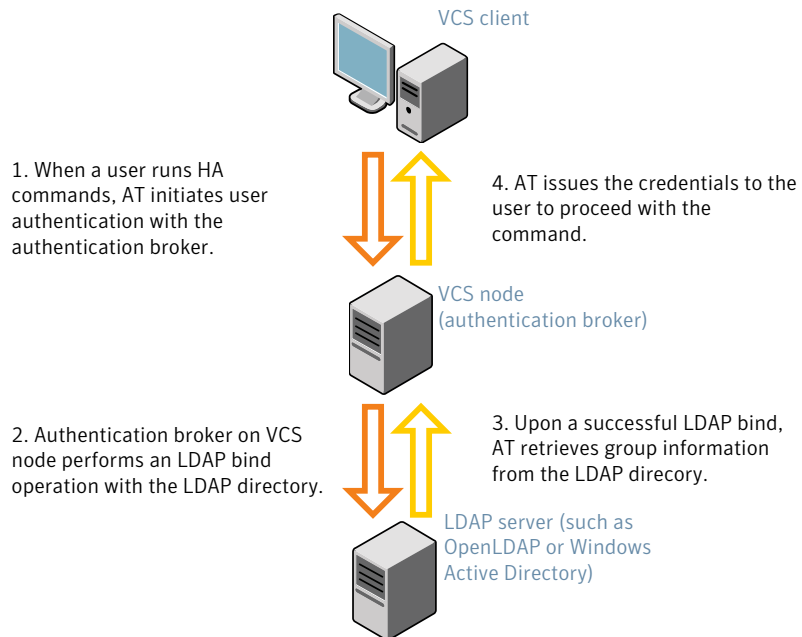 VCS client
1. When a user runs HA
commands, AT initiates user
authentication with the
authentication broker.
4. AT issues the credentials to the
user to proceed with the
command.
VCS node
(authentication broker)
2. Authentication broker on VCS
node performs an LDAP bind
operation with the LDAP directory.
3. Upon a successful LDAP bind,
AT retrieves group information
from the LDAP direcory.
LDAP server (such as
OpenLDAP or Windows
Active Directory)